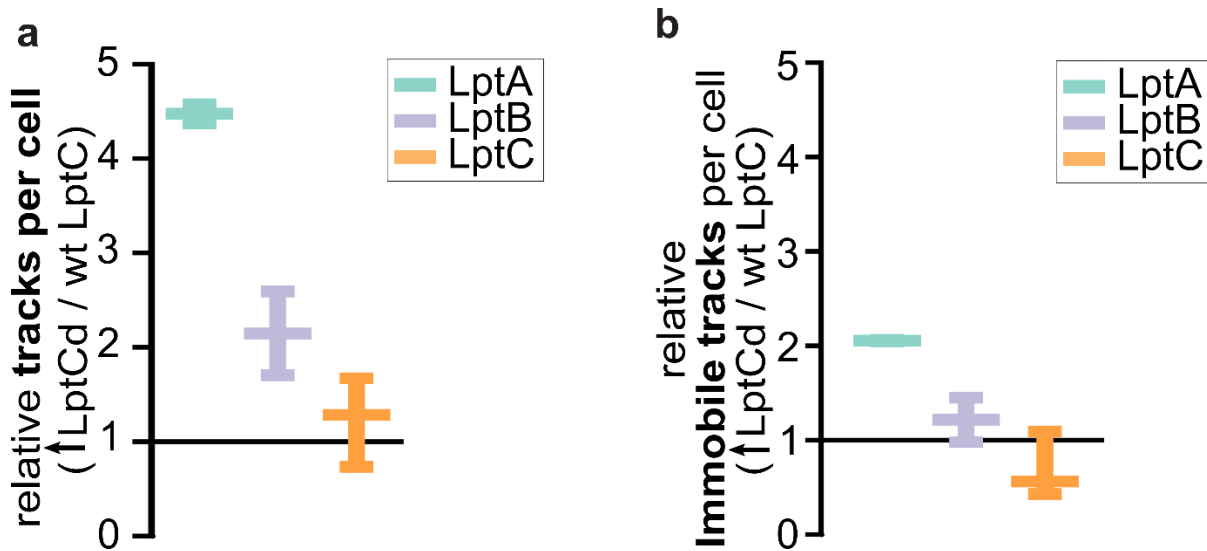 a
relative tracks per cell
(↑LptCd / wt LptC)
5
4
3
2
1
0
LptA
LptB
LptC
b
relative
Immobile tracks per cell
(↑LptCd / wt LptC)
5
4
3
2
1
0
LptA
LptB
LptC